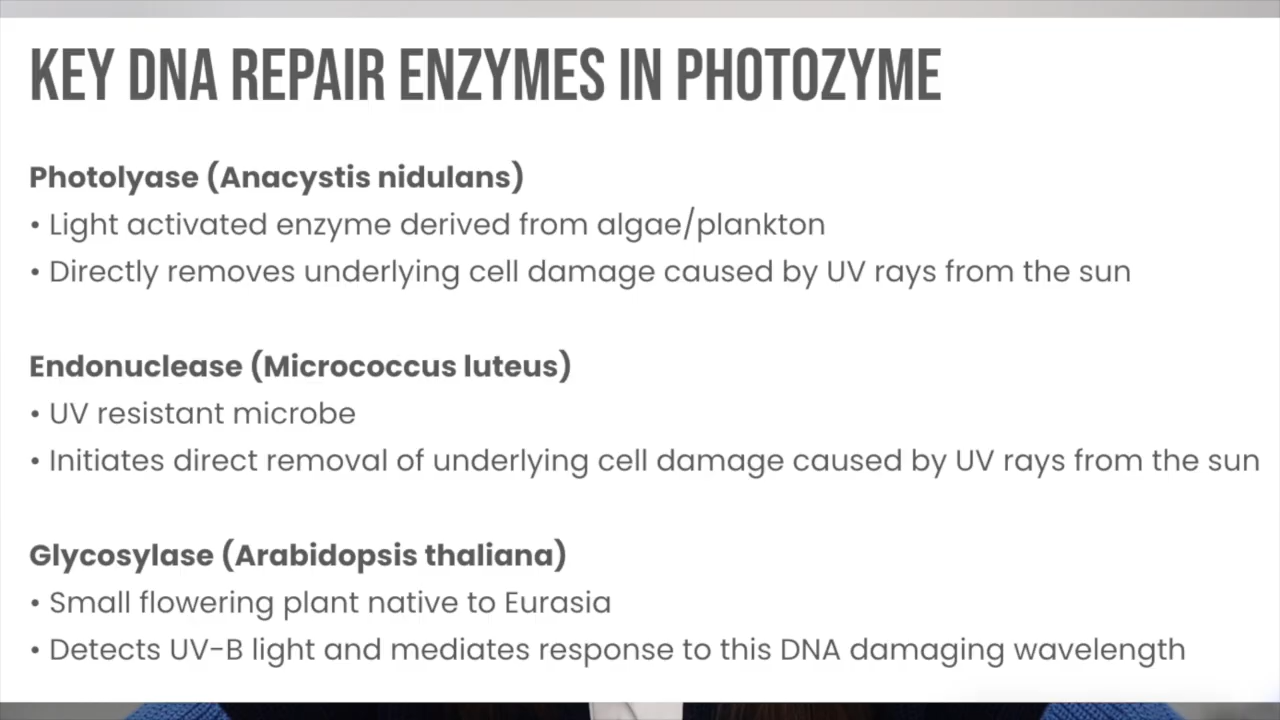 KEY DNA REPAIR ENZYMES IN PHOTOZYME
Photolyase (Anacystis nidulans)
• Light activated enzyme derived from algae/plankton
• Directly removes underlying cell damage caused by UV rays from the sun
Endonuclease (Micrococcus luteus)
• UV resistant microbe
• Initiates direct removal of underlying cell damage caused by UV rays from the sun
Glycosylase (Arabidopsis thaliana)
• Small flowering plant native to Eurasia
• Detects UV-B light and mediates response to this DNA damaging wavelength